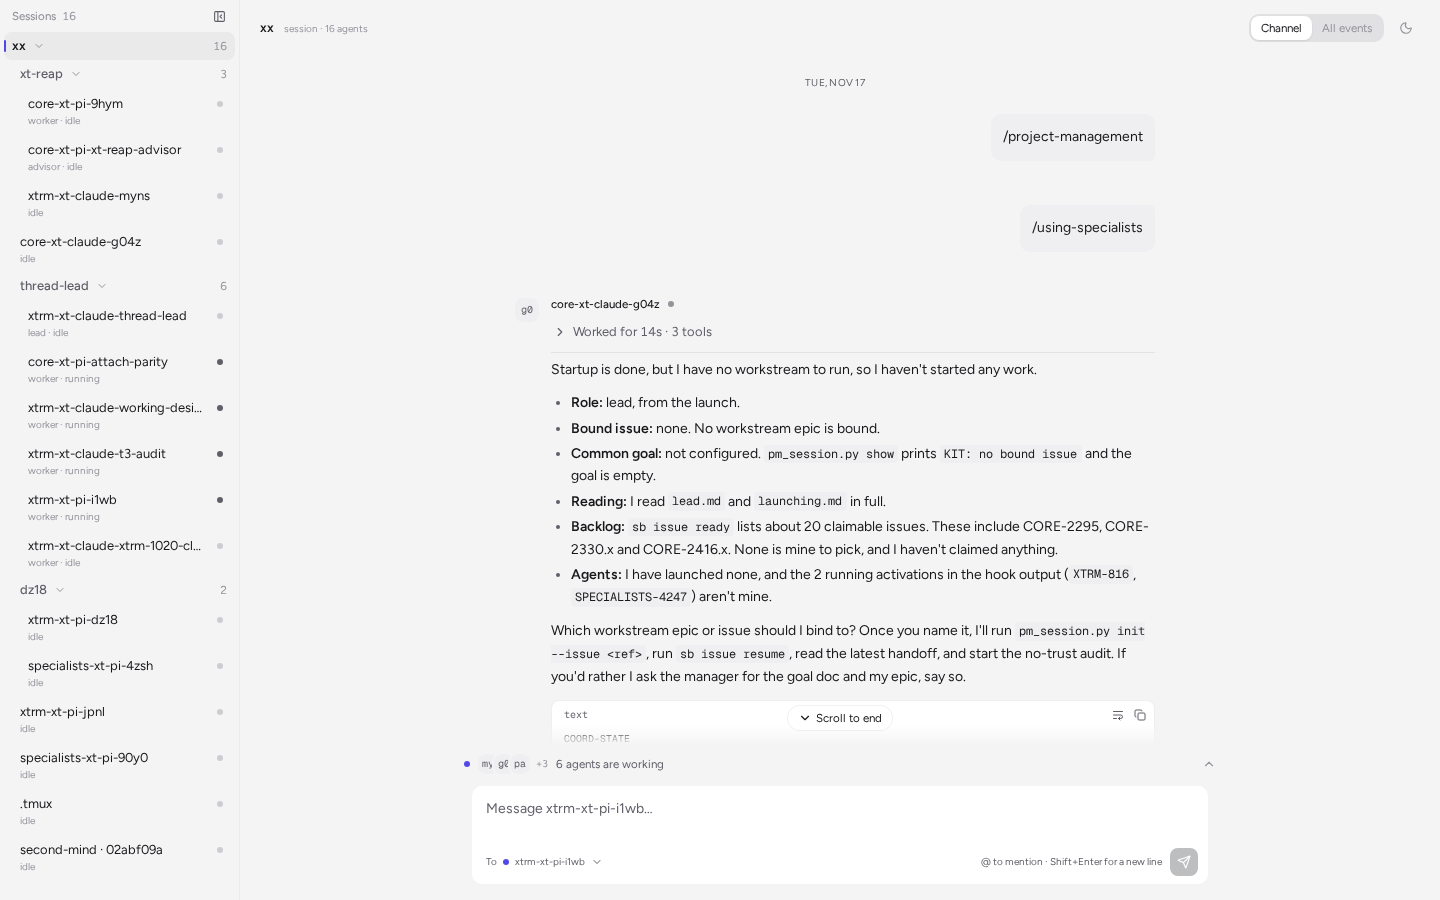 Sessions 16
xx 16
xt-reap 3
core-xt-pi-9hym
worker · idle
core-xt-pi-xt-reap-advisor
advisor · idle
xtrm-xt-claude-myns
idle
core-xt-claude-g04z
idle
thread-lead 6
xtrm-xt-claude-thread-lead
lead · idle
core-xt-pi-attach-parity
worker · running
xtrm-xt-claude-working-desi...
worker · running
xtrm-xt-claude-t3-audit
worker · running
xtrm-xt-pi-i1wb
worker · running
xtrm-xt-claude-xtrm-1020-cl...
worker · idle
dz18 2
xtrm-xt-pi-dz18
idle
specialists-xt-pi-4zsh
idle
xtrm-xt-pi-jpnl
idle
specialists-xt-pi-90y0
idle
.tmux
idle
second-mind · 02abf09a
idle
xx session · 16 agents
Channel All events
TUE, NOV 17
/project-management
/using-specialists
g0 core-xt-claude-g04z
Worked for 14s · 3 tools
Startup is done, but I have no workstream to run, so I haven't started any work.
• Role: lead, from the launch.
• Bound issue: none. No workstream epic is bound.
• Common goal: not configured. pm_session.py show prints KIT: no bound issue and the
goal is empty.
• Reading: I read lead.md and launching.md in full.
• Backlog: sb issue ready lists about 20 claimable issues. These include CORE-2295, CORE-
2330.x and CORE-2416.x. None is mine to pick, and I haven't claimed anything.
• Agents: I have launched none, and the 2 running activations in the hook output ( XTRM-816 ,
SPECIALISTS-4247 ) aren't mine.
Which workstream epic or issue should I bind to? Once you name it, I'll run pm_session.py init
--issue <ref> , run sb issue resume , read the latest handoff, and start the no-trust audit. If
you'd rather I ask the manager for the goal doc and my epic, say so.
text
Scroll to end
COORD-STATE
my g0 pa +3 6 agents are working
Message xtrm-xt-pi-i1wb...
To xtrm-xt-pi-i1wb
@ to mention · Shift+Enter for a new line